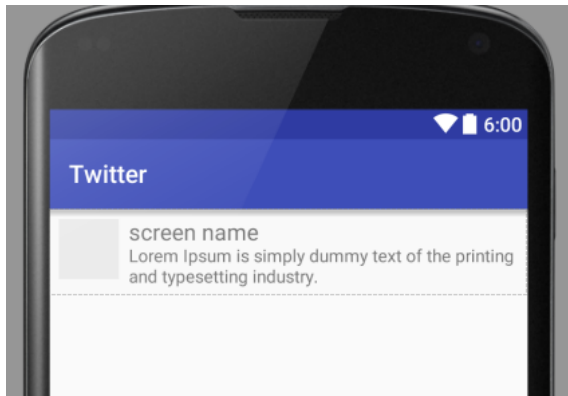 6:00
Twitter
screen name
Lorem Ipsum is simply dummy text of the printing
and typesetting industry.